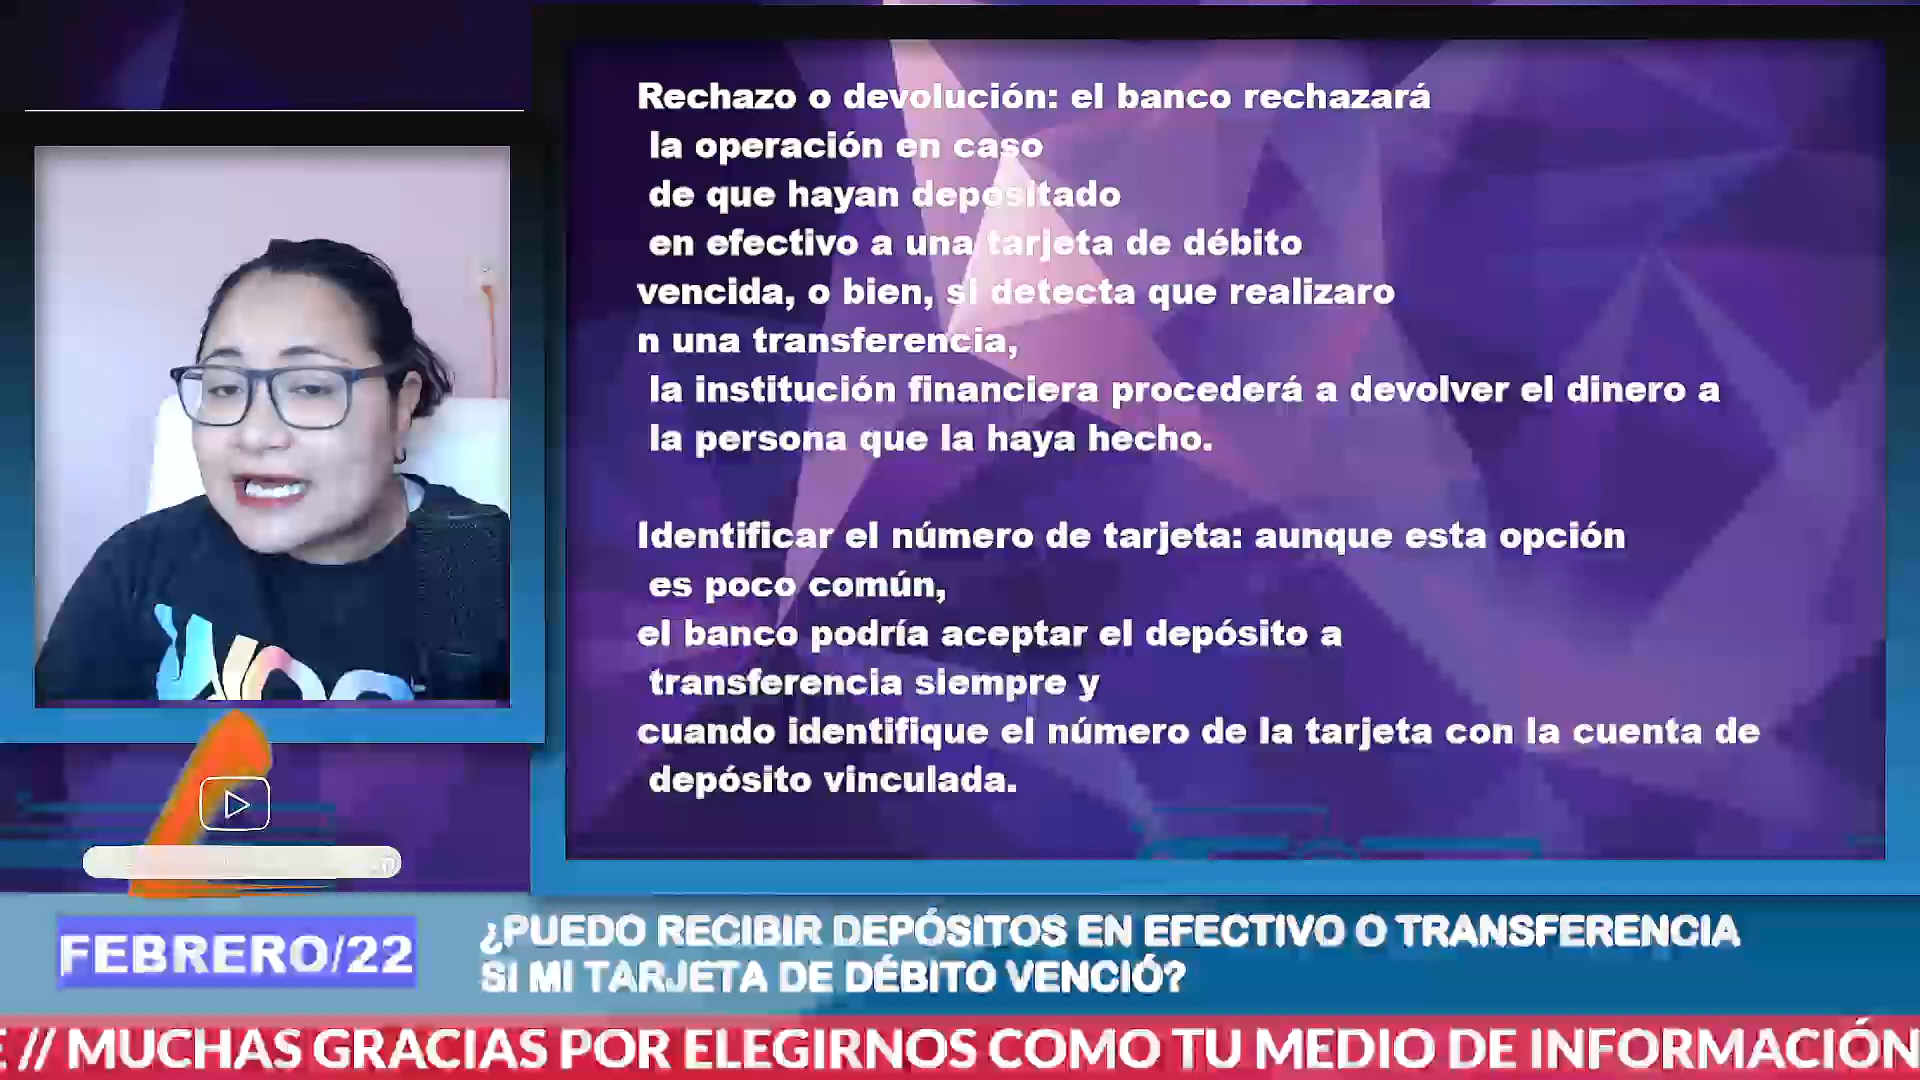 Rechazo o devolución: el banco rechazará
la operación en caso
de que hayan depositado
en efectivo a una tarjeta de débito
vencida, o bien, si detecta que realizaro
n una transferencia,
la institución financiera procederá a devolver el dinero a
la persona que la haya hecho.
Identificar el número de tarjeta: aunque esta opción
es poco común,
el banco podría aceptar el depósito a
transferencia siempre y
cuando identifique el número de la tarjeta con la cuenta de
depósito vinculada.
FEBRERO/22
¿PUEDO RECIBIR DEPÓSITOS EN EFECTIVO O TRANSFERENCIA
SI MI TARJETA DE DÉBITO VENCIÓ?
E // MUCHAS GRACIAS POR ELEGIRNOS COMO TU MEDIO DE INFORMACIÓN